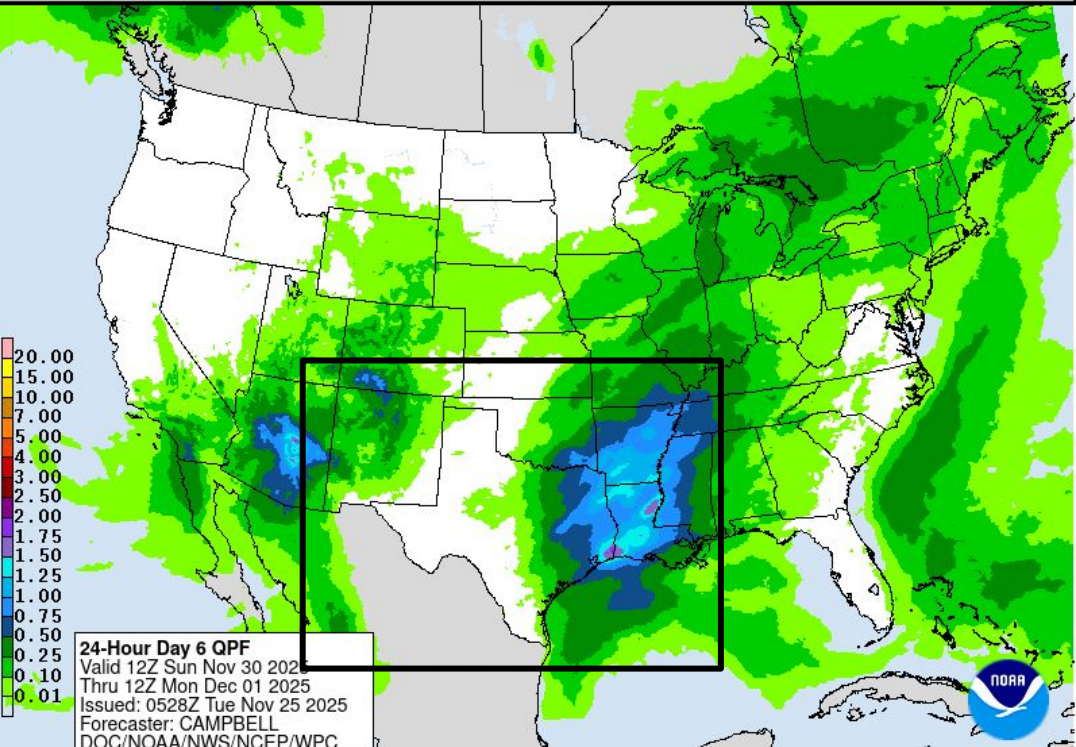 20.00
15.00
10.00
7.00
5.00
4.00
3.00
2.50
2.00
1.75
1.50
1.25
1.00
0.75
0.50
0.25
0.10
0.01
24-Hour Day 6 QPF
Valid 12Z Sun Nov 30 2025
Thru 12Z Mon Dec 01 2025
Issued: 0528Z Tue Nov 25 2025
Forecaster: CAMPBELL
DOC/NOAA/NWS/NCEP/WPC
NOAA